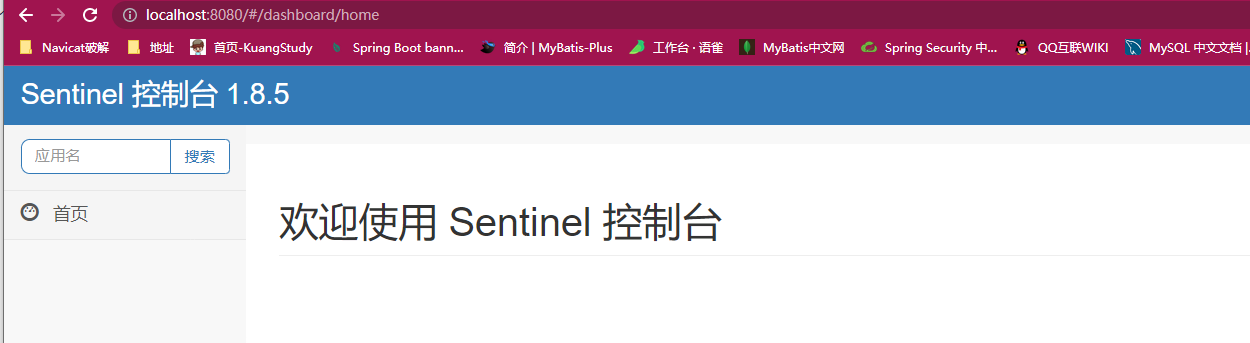 localhost:8080/#/dashboard/home
Navicat破解 地址 首页-KuangStudy Spring Boot bann... 简介 | MyBatis-Plus 工作台 · 语雀 MyBatis中文网 Spring Security 中... QQ互联WIKI MySQL 中文文档 |.
Sentinel 控制台 1.8.5
应用名 搜索
首页
欢迎使用 Sentinel 控制台